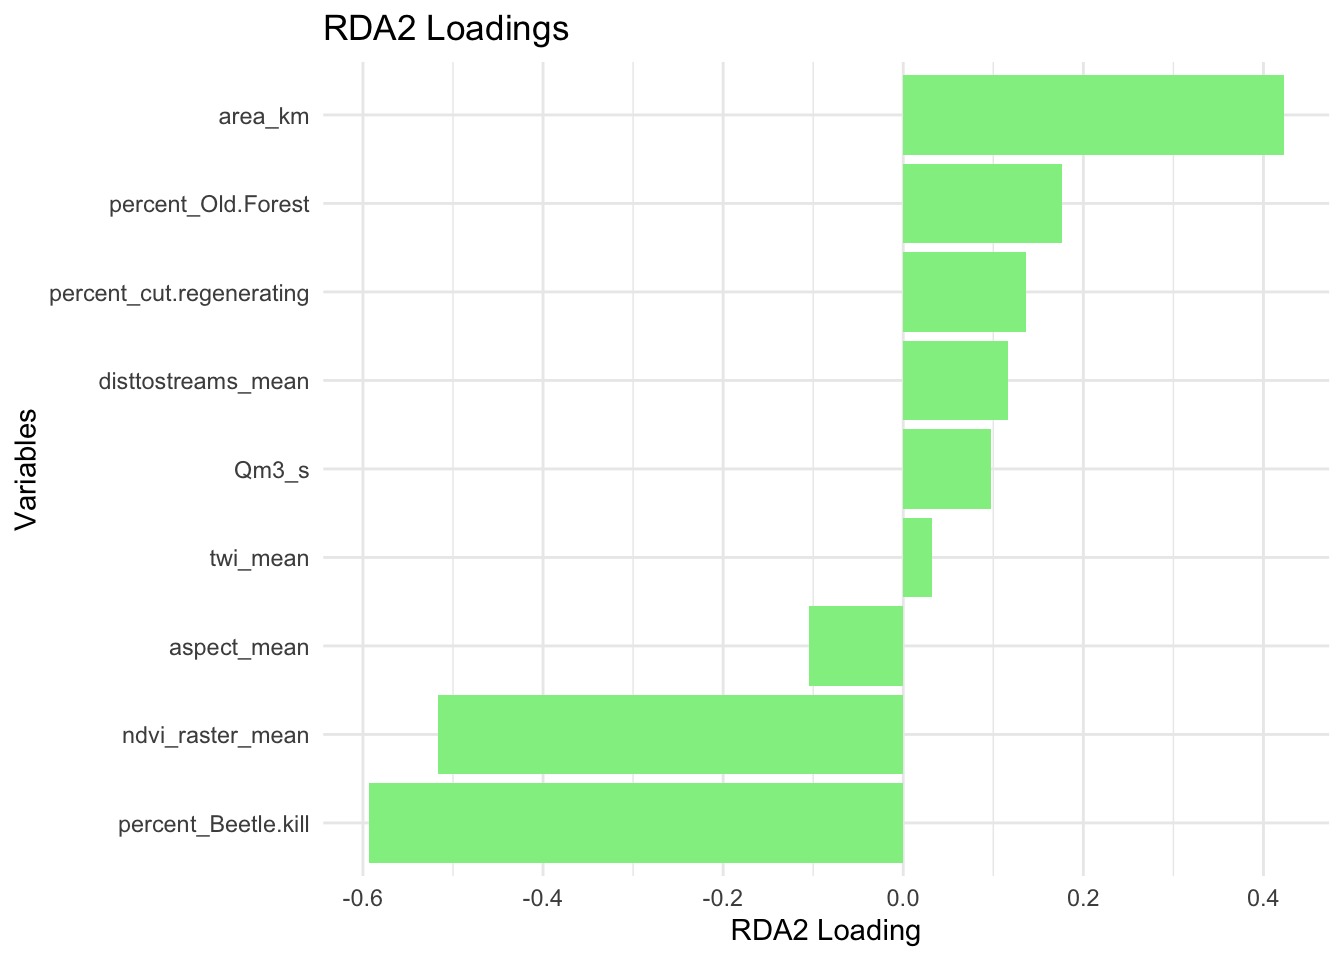 RDA2 Loadings
area_km
percent_Old.Forest
percent_cut.regenerating
disttostreams_mean
Qm3_s
twi_mean
aspect_mean
ndvi_raster_mean
percent_Beetle.kill
Variables
-0.6 -0.4 -0.2 0.0 0.2 0.4
RDA2 Loading